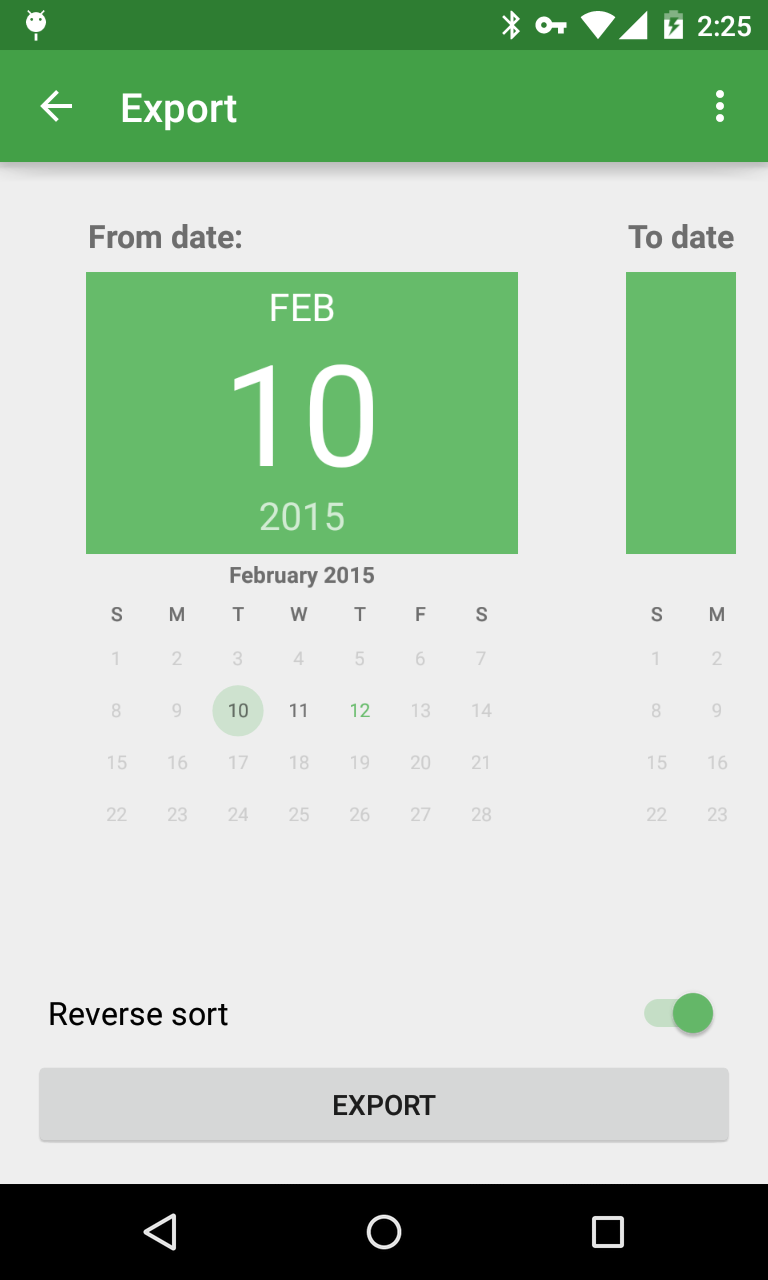 2:25
Export
From date:
To date
FEB
10
2015
February 2015
S M T W T F S
1 2 3 4 5 6 7
8 9 10 11 12 13 14
15 16 17 18 19 20 21
22 23 24 25 26 27 28
S M
1 2
8 9
15 16
22 23
Reverse sort
EXPORT